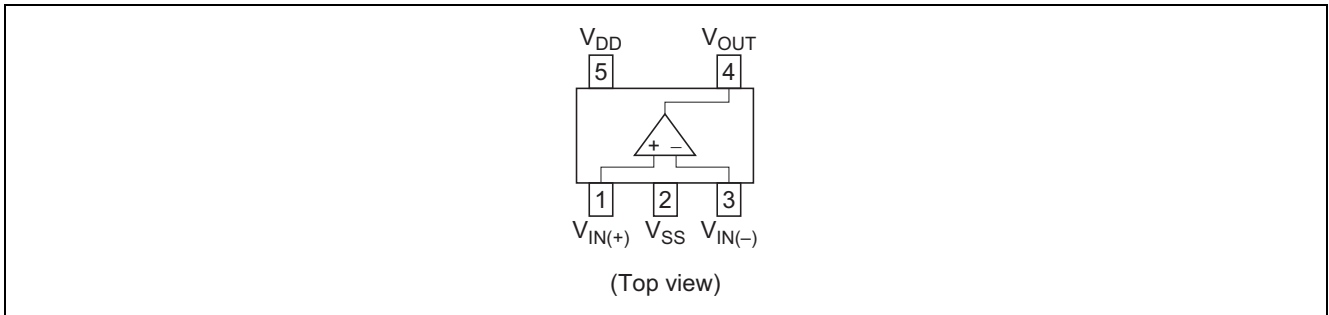 VDD VOUT
5 4
+ –
1 2 3
VIN(+) VSS VIN(–)
(Top view)